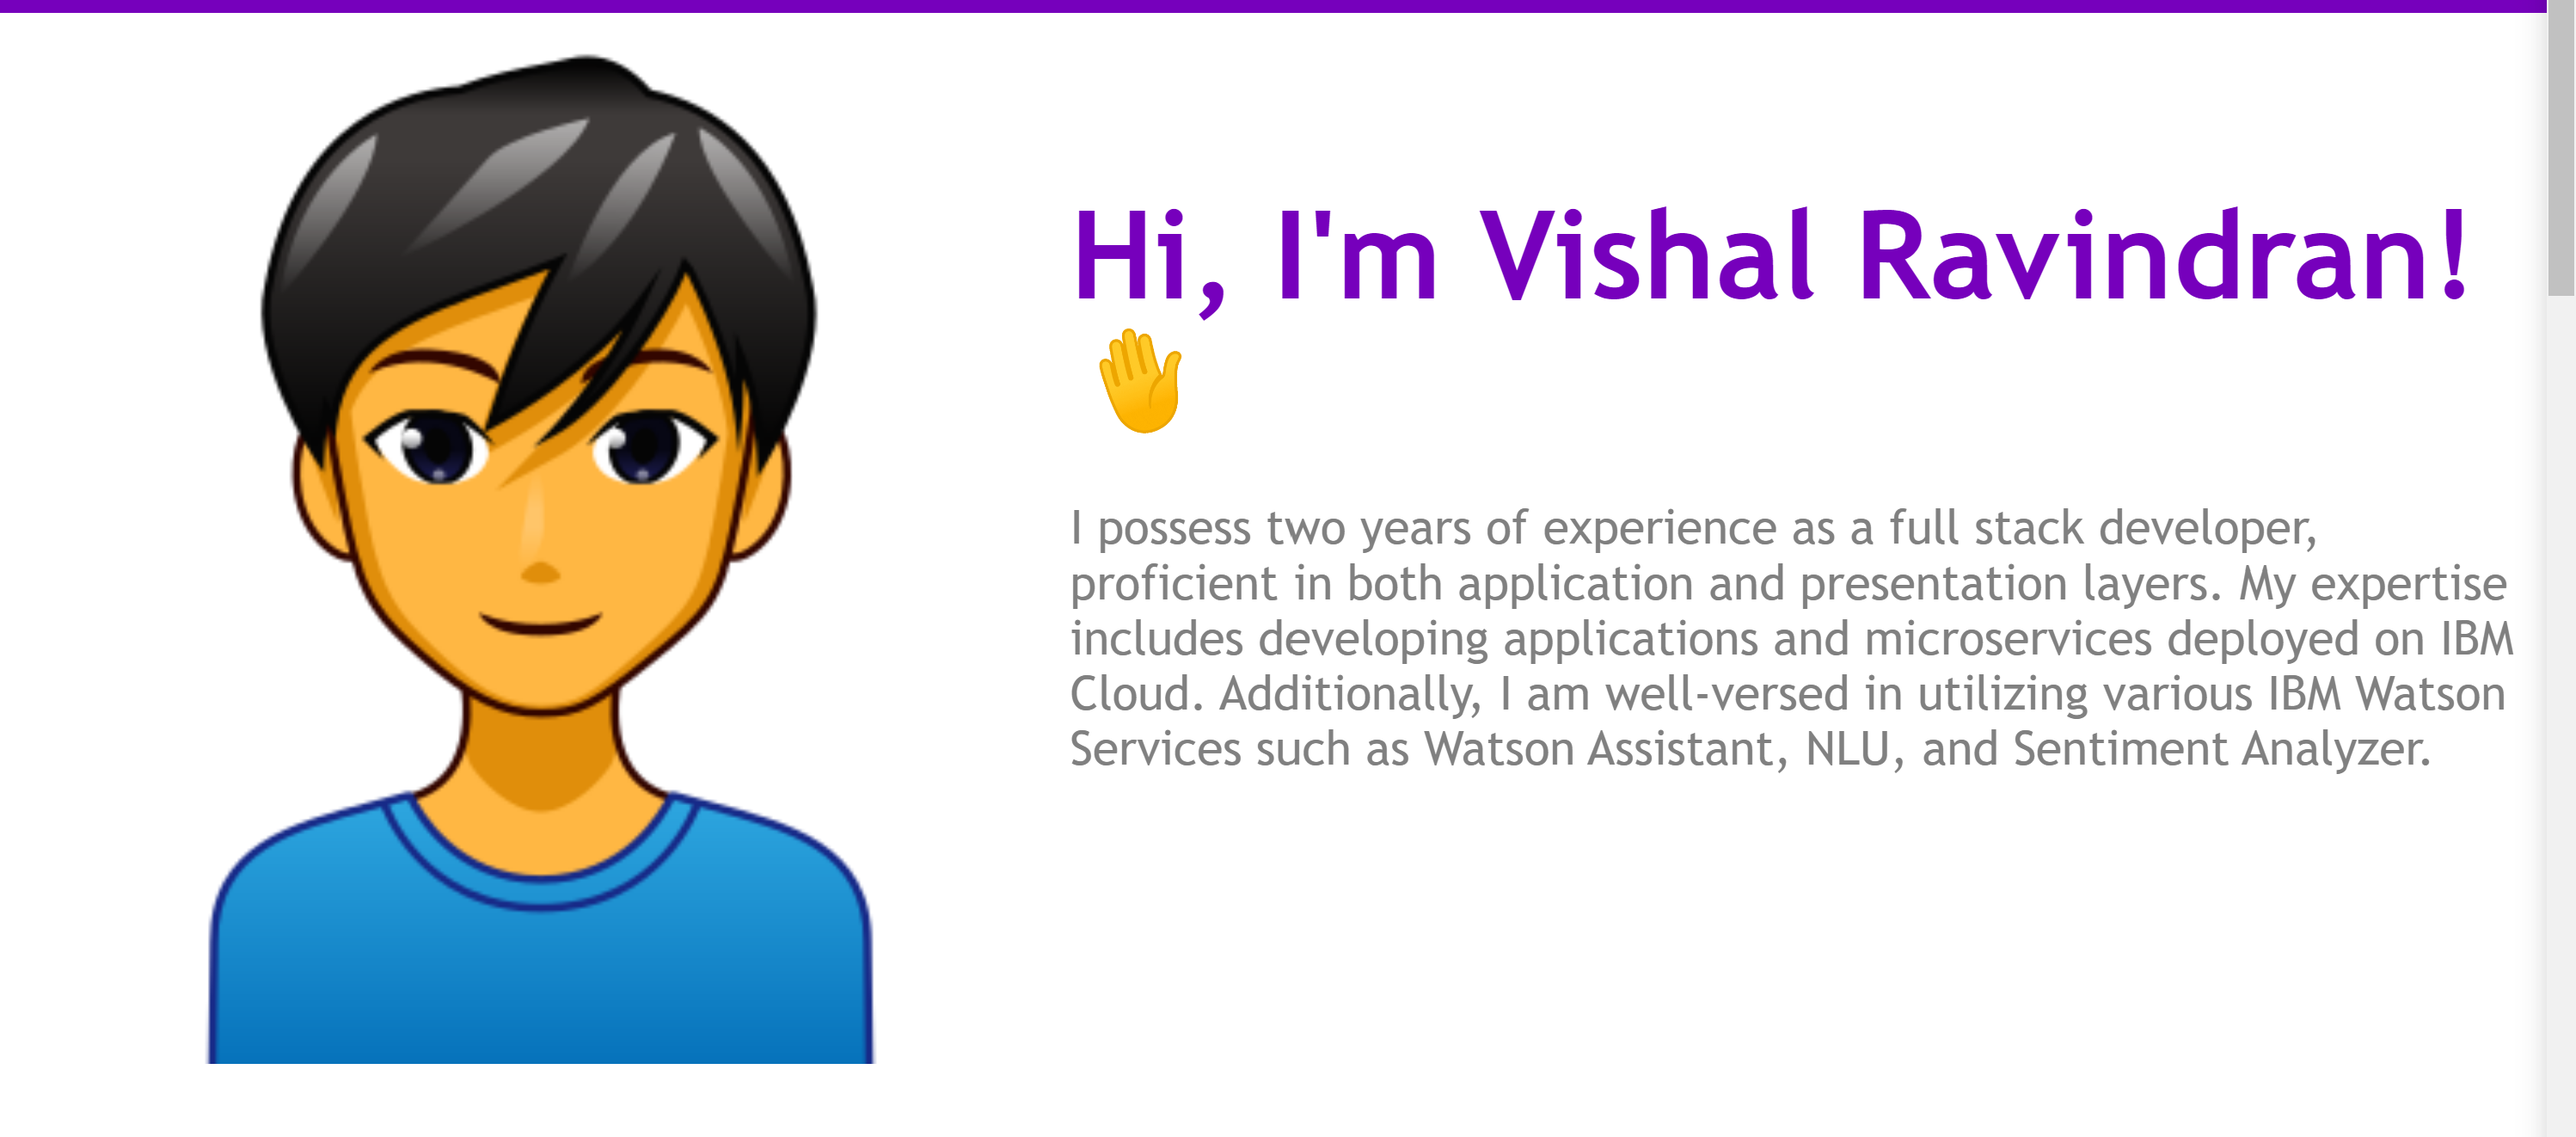 Hi, I'm Vishal Ravindran!
I possess two years of experience as a full stack developer,
proficient in both application and presentation layers. My expertise
includes developing applications and microservices deployed on IBM
Cloud. Additionally, I am well-versed in utilizing various IBM Watson
Services such as Watson Assistant, NLU, and Sentiment Analyzer.